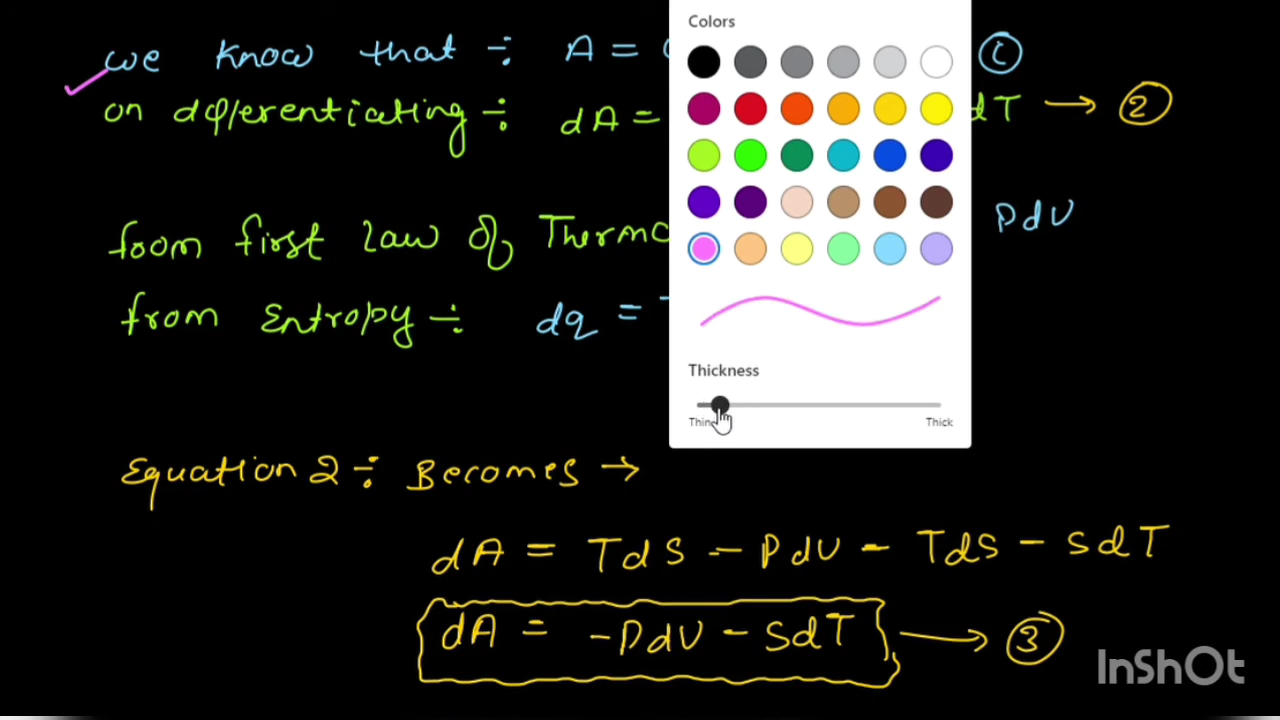 we know that ÷ A = ①
on differentiating ÷ dA = dT → ②
from first law of Thermo PdV
from Entropy ÷ dq =
Equation 2 ÷ Becomes →
dA = TdS - PdV - TdS - SdT
dA = -PdV - SdT → ③
Colors
Thickness
Thin
Thick
InShOt